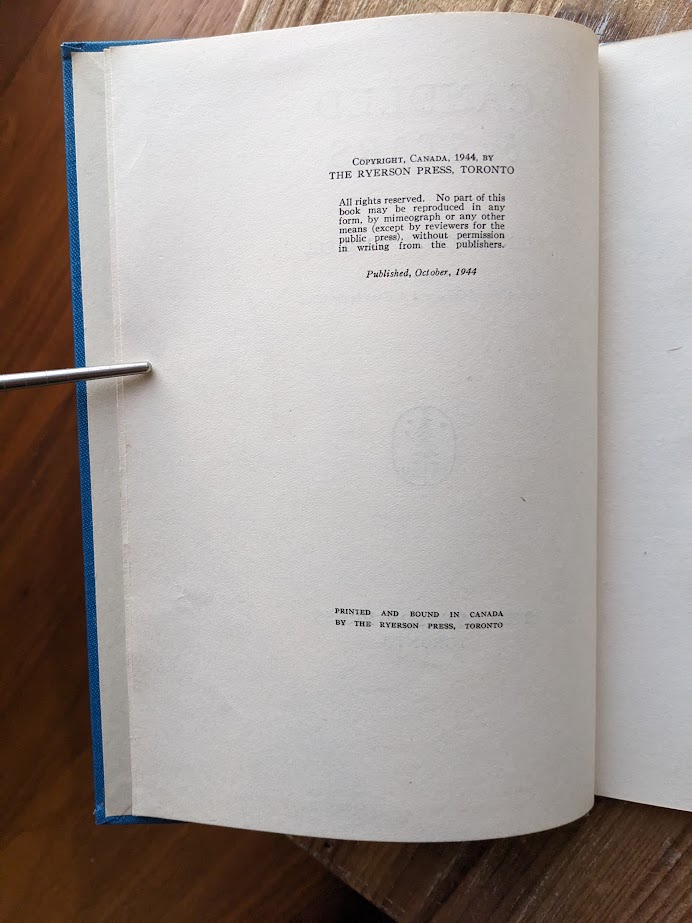 COPYRIGHT, CANADA, 1944, BY
THE RYERSON PRESS, TORONTO
All rights reserved. No part of this
book may be reproduced in any
form, by mimeograph or any other
means (except by reviewers for the
public press), without permission
in writing from the publishers.
Published, October, 1944
PRINTED AND BOUND IN CANADA
BY THE RYERSON PRESS, TORONTO